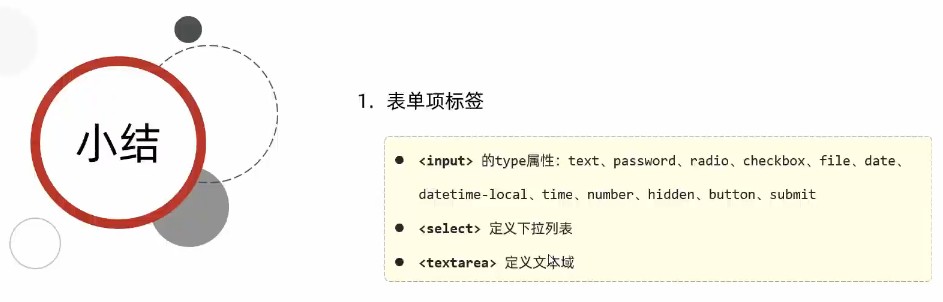 小结
1. 表单项标签
● <input> 的type属性：text、password、radio、checkbox、file、date、
datetime-local、time、number、hidden、button、submit
● <select> 定义下拉列表
● <textarea> 定义文本域